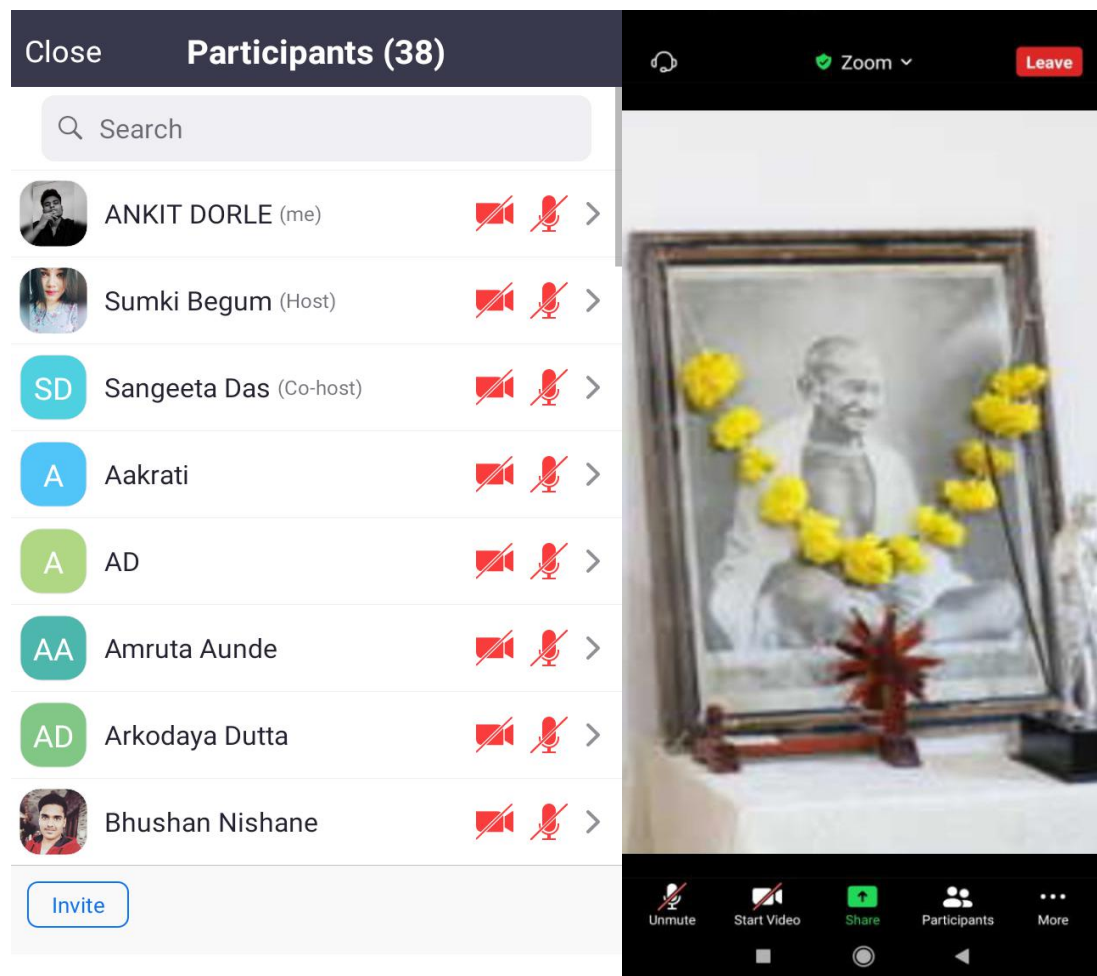 Close Participants (38)
Search
ANKIT DORLE (me)
Sumki Begum (Host)
SD Sangeeta Das (Co-host)
A Aakrati
A AD
AA Amruta Aunde
AD Arkodaya Dutta
Bhushan Nishane
Invite
Zoom Leave
Unmute Start Video Share Participants More